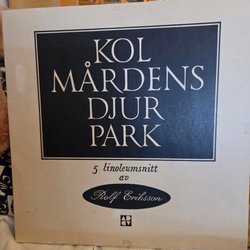 KOL
MÅRDENS
DJUR
PARK
5 linoleumsnitt
av
Rolf Eriksson